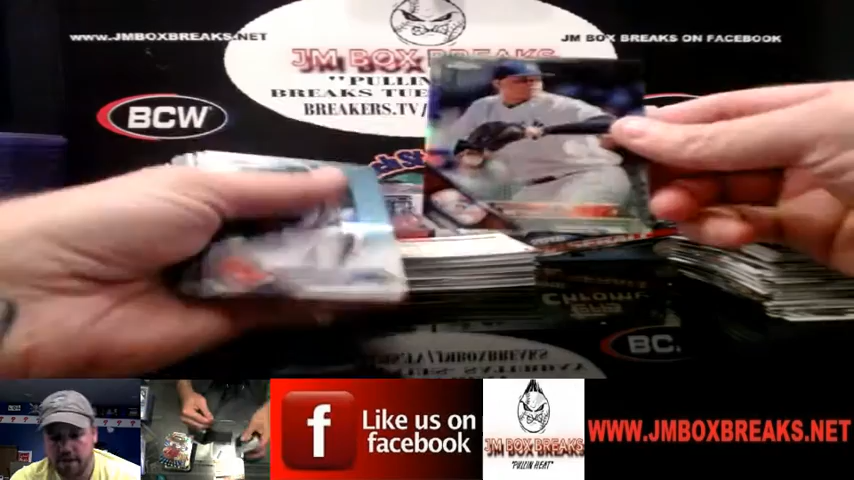 WWW.JMBOXBREAKS.NET
JM BOX BREAKS ON FACEBOOK
JM BOX BREAKS
"PULLIN
BREAKS TUE
BREAKERS.TV/
BCW
CHROME
BC
Like us on
facebook
f
JM BOX BREAKS
"PULLIN HEAT"
WWW.JMBOXBREAKS.NET